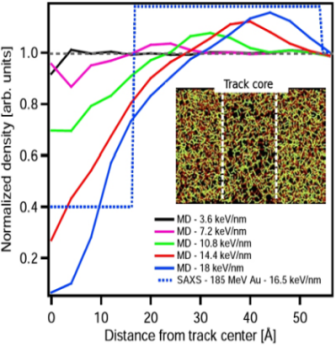 Normalized density [arb. units]
1.0
0.8
0.6
0.4
0.2
Track core
MD - 3.6 keV/nm
MD - 7.2 keV/nm
MD - 10.8 keV/nm
MD - 14.4 keV/nm
MD - 18 keV/nm
SAXS - 185 MeV Au - 16.5 keV/nm
0 10 20 30 40 50
Distance from track center [Å]